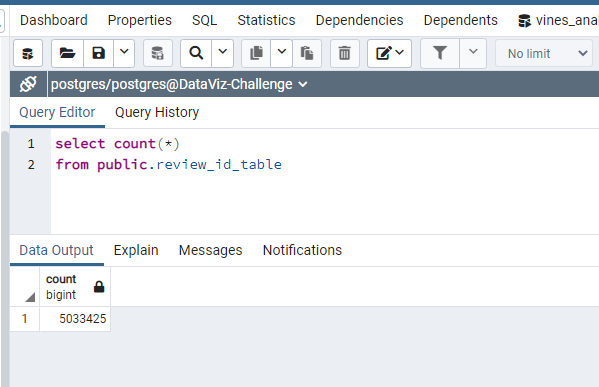 Dashboard Properties SQL Statistics Dependencies Dependents vines_ana
No limit
postgres/postgres@DataViz-Challenge
Query Editor Query History
1 select count(*)
2 from public.review_id_table
Data Output Explain Messages Notifications
count
bigint
1 5033425